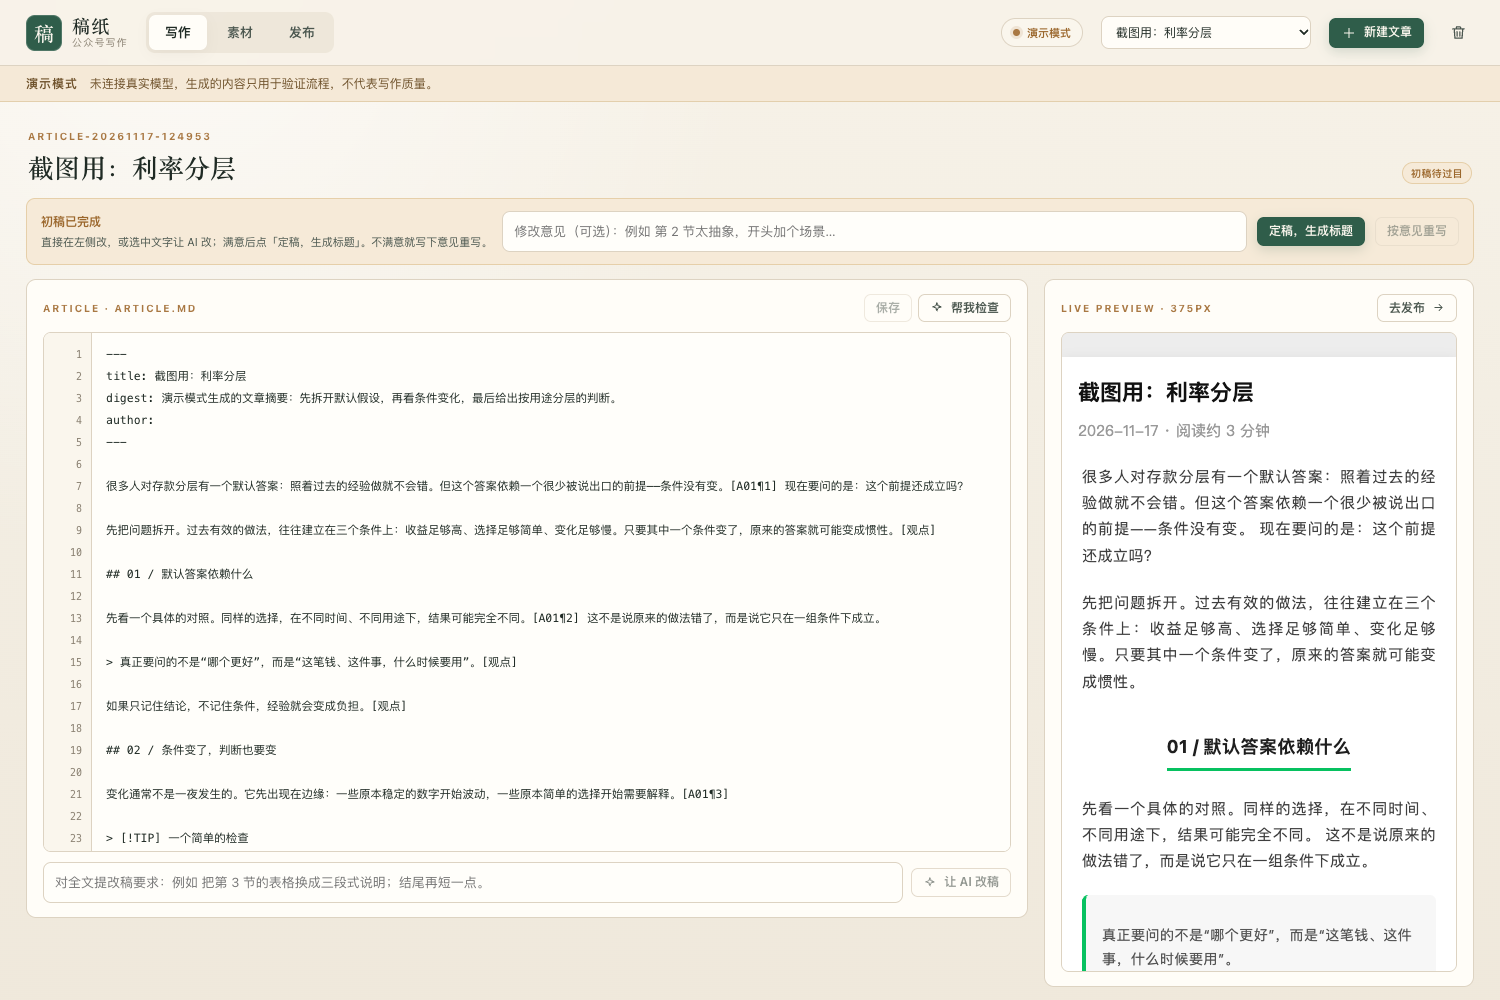 稿
稿纸
公众号写作
写作
素材
发布
演示模式
截图用：利率分层
新建文章
演示模式 未连接真实模型，生成的内容只用于验证流程，不代表写作质量。
ARTICLE-20261117-124953
截图用：利率分层
初稿待过目
初稿已完成
直接在左侧改，或选中文字让 AI 改；满意后点「定稿，生成标题」。不满意就写下意见重写。
修改意见（可选）：例如 第 2 节太抽象，开头加个场景…
定稿，生成标题
按意见重写
ARTICLE · ARTICLE.MD
保存
帮我检查
1 ---
2 title: 截图用：利率分层
3 digest: 演示模式生成的文章摘要：先拆开默认假设，再看条件变化，最后给出按用途分层的判断。
4 author:
5 ---
6
7 很多人对存款分层有一个默认答案：照着过去的经验做就不会错。但这个答案依赖一个很少被说出口的前提——条件没有变。[A01¶1] 现在要问的是：这个前提还成立吗？
8
9 先把问题拆开。过去有效的做法，往往建立在三个条件上：收益足够高、选择足够简单、变化足够慢。只要其中一个条件变了，原来的答案就可能变成惯性。[观点]
10
11 ## 01 / 默认答案依赖什么
12
13 先看一个具体的对照。同样的选择，在不同时间、不同用途下，结果可能完全不同。[A01¶2] 这不是说原来的做法错了，而是说它只在一组条件下成立。
14
15 > 真正要问的不是“哪个更好”，而是“这笔钱、这件事，什么时候要用”。[观点]
16
17 如果只记住结论，不记住条件，经验就会变成负担。[观点]
18
19 ## 02 / 条件变了，判断也要变
20
21 变化通常不是一夜发生的。它先出现在边缘：一些原本稳定的数字开始波动，一些原本简单的选择开始需要解释。[A01¶3]
22
23 > [!TIP] 一个简单的检查
对全文提改稿要求：例如 把第 3 节的表格换成三段式说明；结尾再短一点。
让 AI 改稿
LIVE PREVIEW · 375PX
去发布
截图用：利率分层
2026-11-17 · 阅读约 3 分钟
很多人对存款分层有一个默认答案：照着过去的经
验做就不会错。但这个答案依赖一个很少被说出口
的前提——条件没有变。 现在要问的是：这个前提
还成立吗？
先把问题拆开。过去有效的做法，往往建立在三个
条件上：收益足够高、选择足够简单、变化足够
慢。只要其中一个条件变了，原来的答案就可能变
成惯性。
01 / 默认答案依赖什么
先看一个具体的对照。同样的选择，在不同时间、
不同用途下，结果可能完全不同。 这不是说原来的
做法错了，而是说它只在一组条件下成立。
真正要问的不是“哪个更好”，而是“这笔钱、这件
事，什么时候要用”。